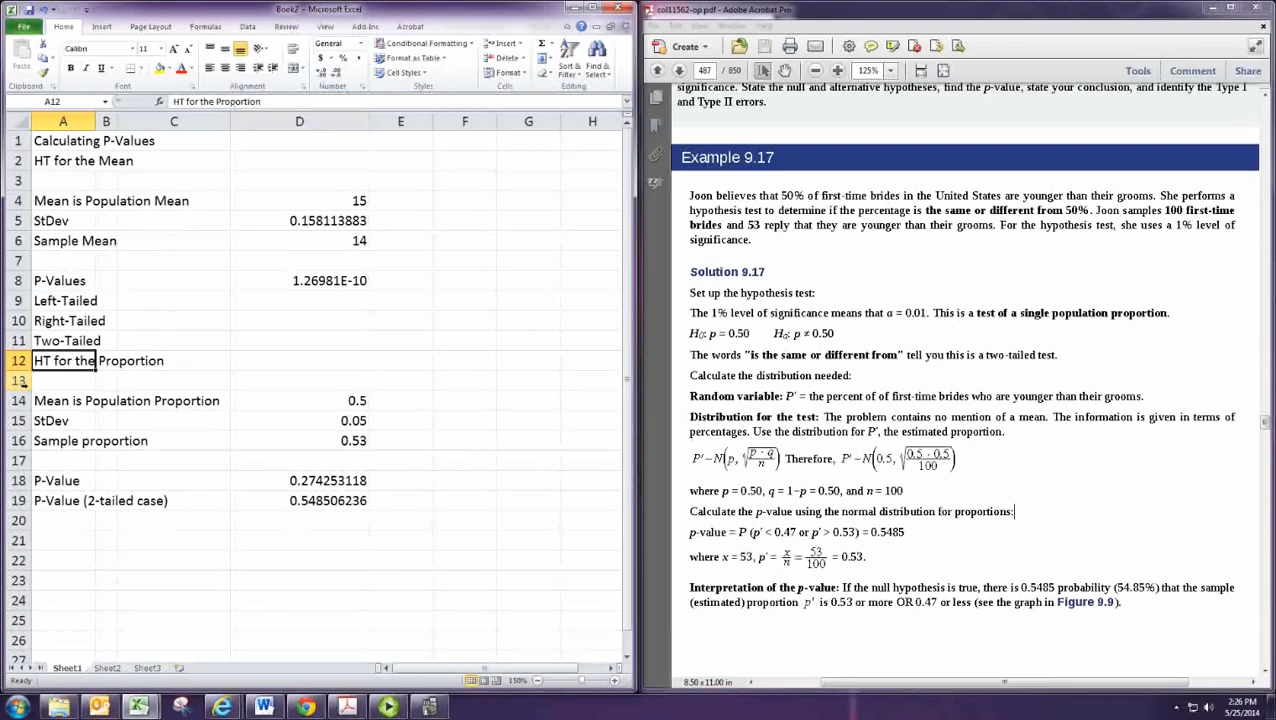 Book2 - Microsoft Excel
File Home Insert Page Layout Formulas Data Review View Add-Ins Acrobat
Paste
Calibri 11 A A
B I U
General
$ % ,
Conditional Formatting
Format as Table
Cell Styles
Insert
Delete
Format
Σ
Sort & Filter
Find & Select
Clipboard Font Alignment Number Styles Cells Editing
A12 fx HT for the Proportion
A B C D E F G H
1 Calculating P-Values
2 HT for the Mean
3
4 Mean is Population Mean 15
5 StDev 0.158113883
6 Sample Mean 14
7
8 P-Values 1.26981E-10
9 Left-Tailed
10 Right-Tailed
11 Two-Tailed
12 HT for the Proportion
13
14 Mean is Population Proportion 0.5
15 StDev 0.05
16 Sample proportion 0.53
17
18 P-Value 0.274253118
19 P-Value (2-tailed case) 0.548506236
20
21
22
23
24
25
26
27
Sheet1 Sheet2 Sheet3
Ready 150%
col11562-op.pdf - Adobe Acrobat Pro
File Edit View Window Help
Create
487 / 850 125% Tools Comment Share
significance. State the null and alternative hypotheses, find the p-value, state your conclusion, and identify the Type I
and Type II errors.
Example 9.17
Joon believes that 50% of first-time brides in the United States are younger than their grooms. She performs a
hypothesis test to determine if the percentage is the same or different from 50%. Joon samples 100 first-time
brides and 53 reply that they are younger than their grooms. For the hypothesis test, she uses a 1% level of
significance.
Solution 9.17
Set up the hypothesis test:
The 1% level of significance means that α = 0.01. This is a test of a single population proportion.
H0: p = 0.50 Ha: p ≠ 0.50
The words "is the same or different from" tell you this is a two-tailed test.
Calculate the distribution needed:
Random variable: P′ = the percent of of first-time brides who are younger than their grooms.
Distribution for the test: The problem contains no mention of a mean. The information is given in terms of
percentages. Use the distribution for P′, the estimated proportion.
P′ ~ N(p, √(p · q / n)) Therefore, P′ ~ N(0.5, √(0.5 · 0.5 / 100))
where p = 0.50, q = 1−p = 0.50, and n = 100
Calculate the p-value using the normal distribution for proportions:
p-value = P (p′ < 0.47 or p′ > 0.53) = 0.5485
where x = 53, p′ = x/n = 53/100 = 0.53.
Interpretation of the p-value: If the null hypothesis is true, there is 0.5485 probability (54.85%) that the sample
(estimated) proportion p′ is 0.53 or more OR 0.47 or less (see the graph in Figure 9.9).
8.50 x 11.00 in
2:26 PM
5/25/2014